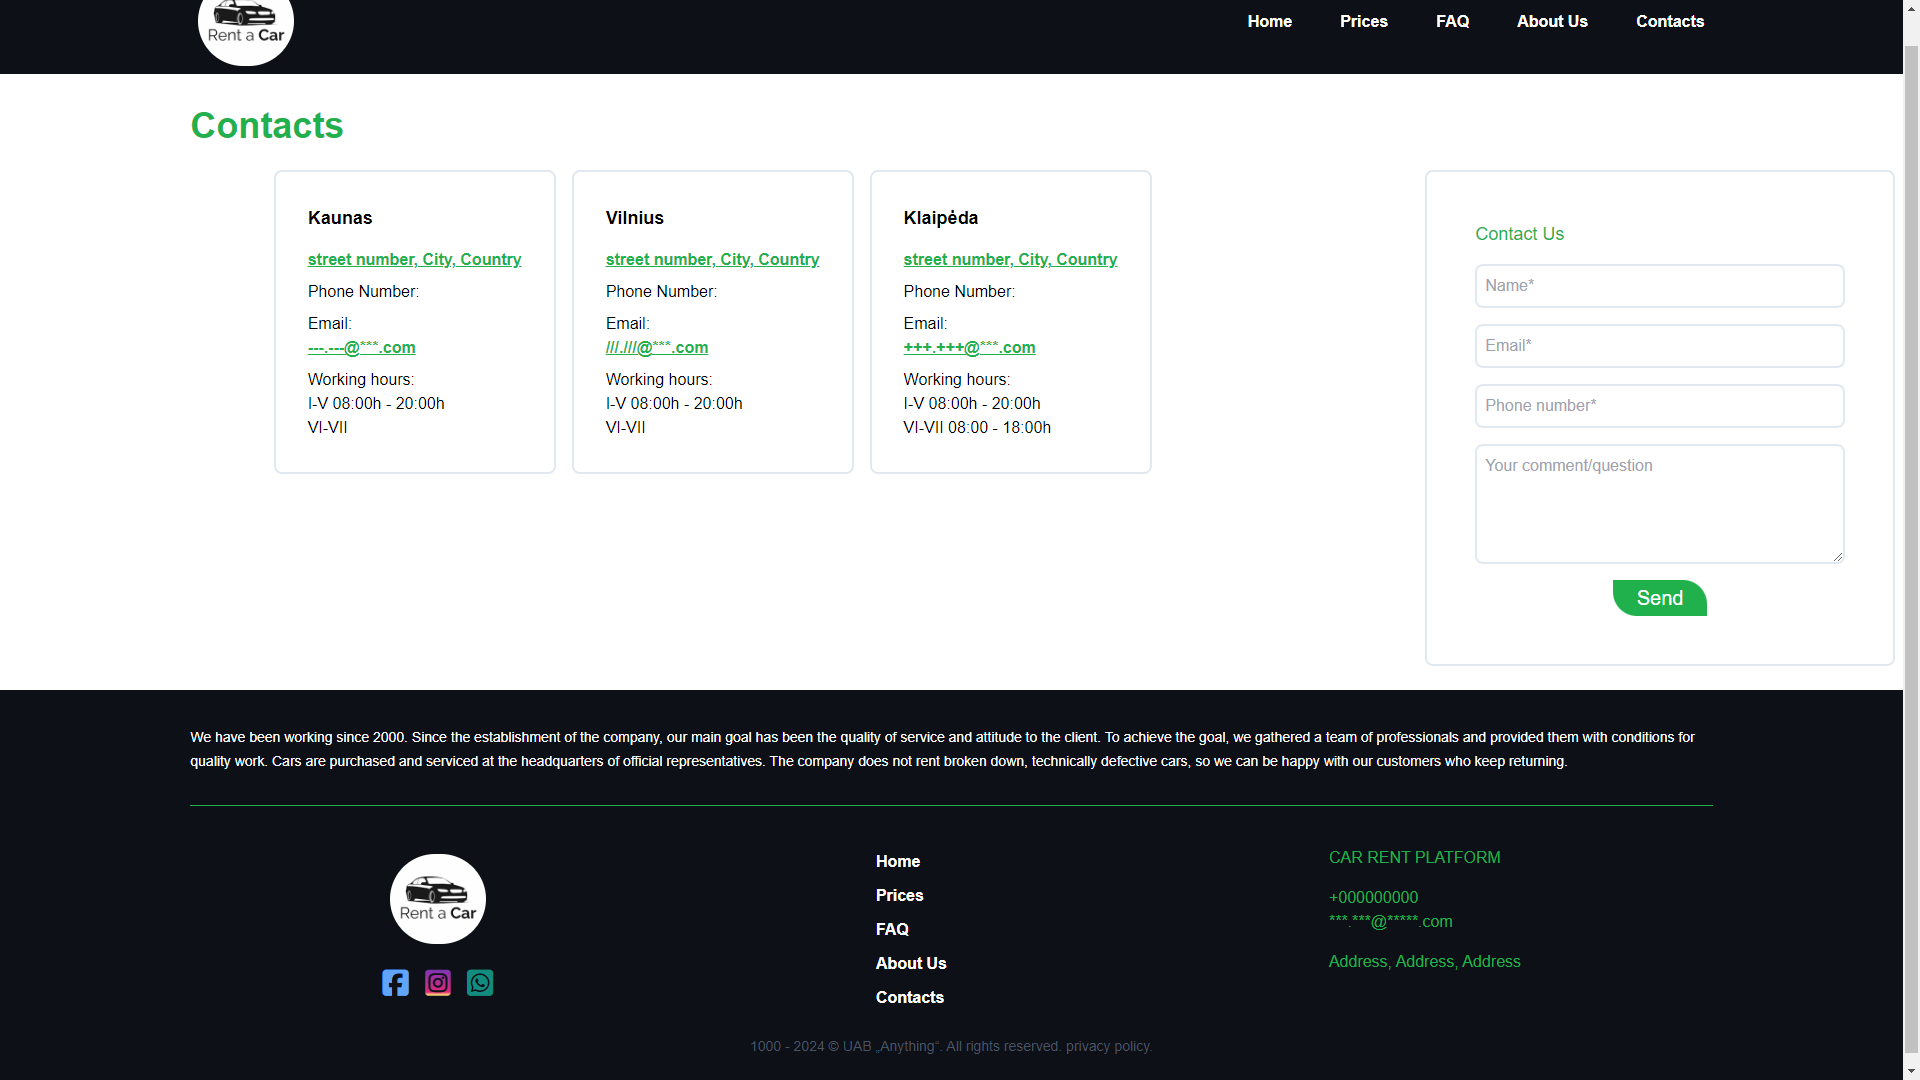 Rent a Car
Home Prices FAQ About Us Contacts
Contacts
Kaunas
street number, City, Country
Phone Number:
Email:
---.---@***.com
Working hours:
I-V 08:00h - 20:00h
VI-VII
Vilnius
street number, City, Country
Phone Number:
Email:
///.///@***.com
Working hours:
I-V 08:00h - 20:00h
VI-VII
Klaipėda
street number, City, Country
Phone Number:
Email:
+++.+++@***.com
Working hours:
I-V 08:00h - 20:00h
VI-VII 08:00 - 18:00h
Contact Us
Name*
Email*
Phone number*
Your comment/question
Send
We have been working since 2000. Since the establishment of the company, our main goal has been the quality of service and attitude to the client. To achieve the goal, we gathered a team of professionals and provided them with conditions for
quality work. Cars are purchased and serviced at the headquarters of official representatives. The company does not rent broken down, technically defective cars, so we can be happy with our customers who keep returning.
Rent a Car
Home
Prices
FAQ
About Us
Contacts
CAR RENT PLATFORM
+000000000
***.***@*****.com
Address, Address, Address
1000 - 2024 © UAB „Anything“. All rights reserved. privacy policy.